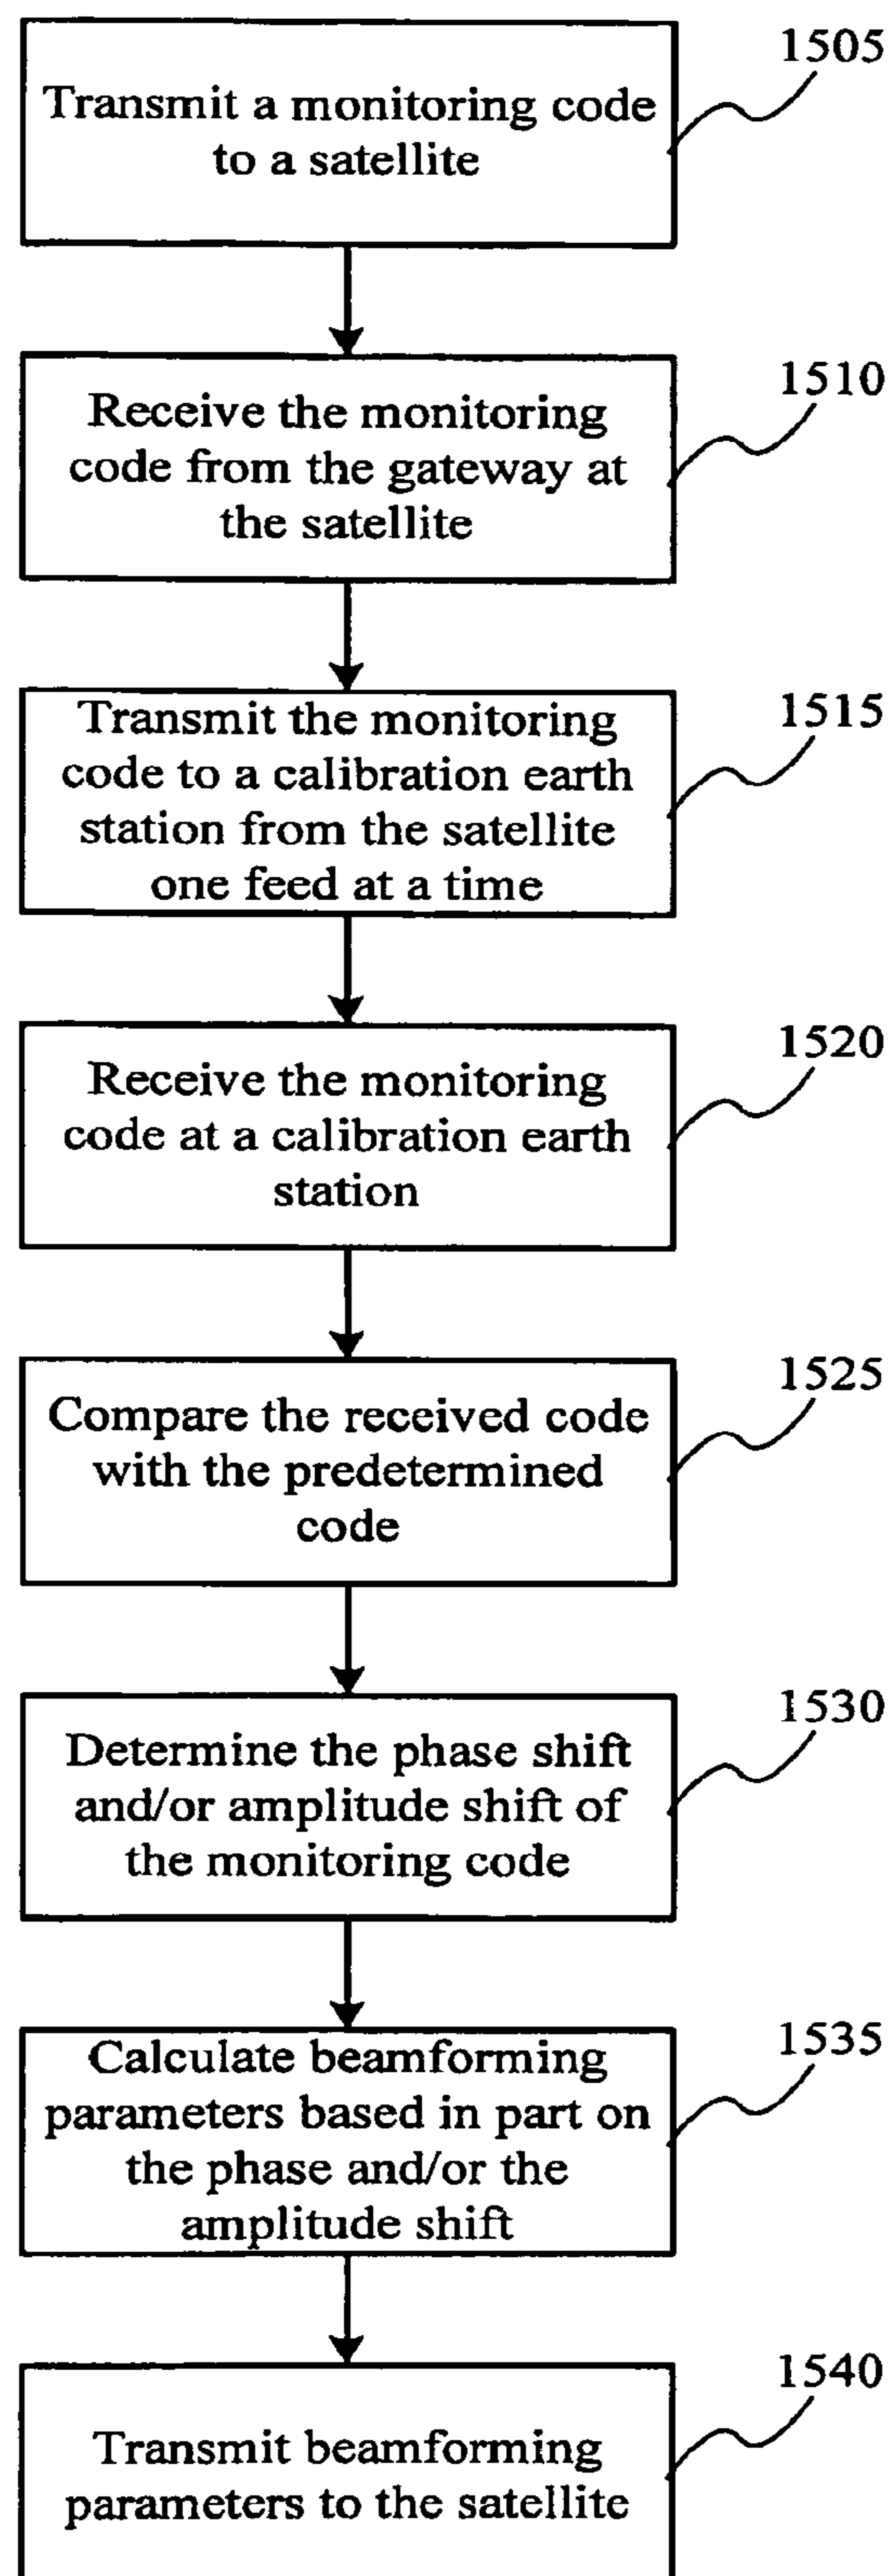 1505
Transmit a monitoring code
to a satellite
1510
Receive the monitoring
code from the gateway at
the satellite
1515
Transmit the monitoring
code to a calibration earth
station from the satellite
one feed at a time
1520
Receive the monitoring
code at a calibration earth
station
1525
Compare the received code
with the predetermined
code
1530
Determine the phase shift
and/or amplitude shift of
the monitoring code
1535
Calculate beamforming
parameters based in part on
the phase and/or the
amplitude shift
1540
Transmit beamforming
parameters to the satellite